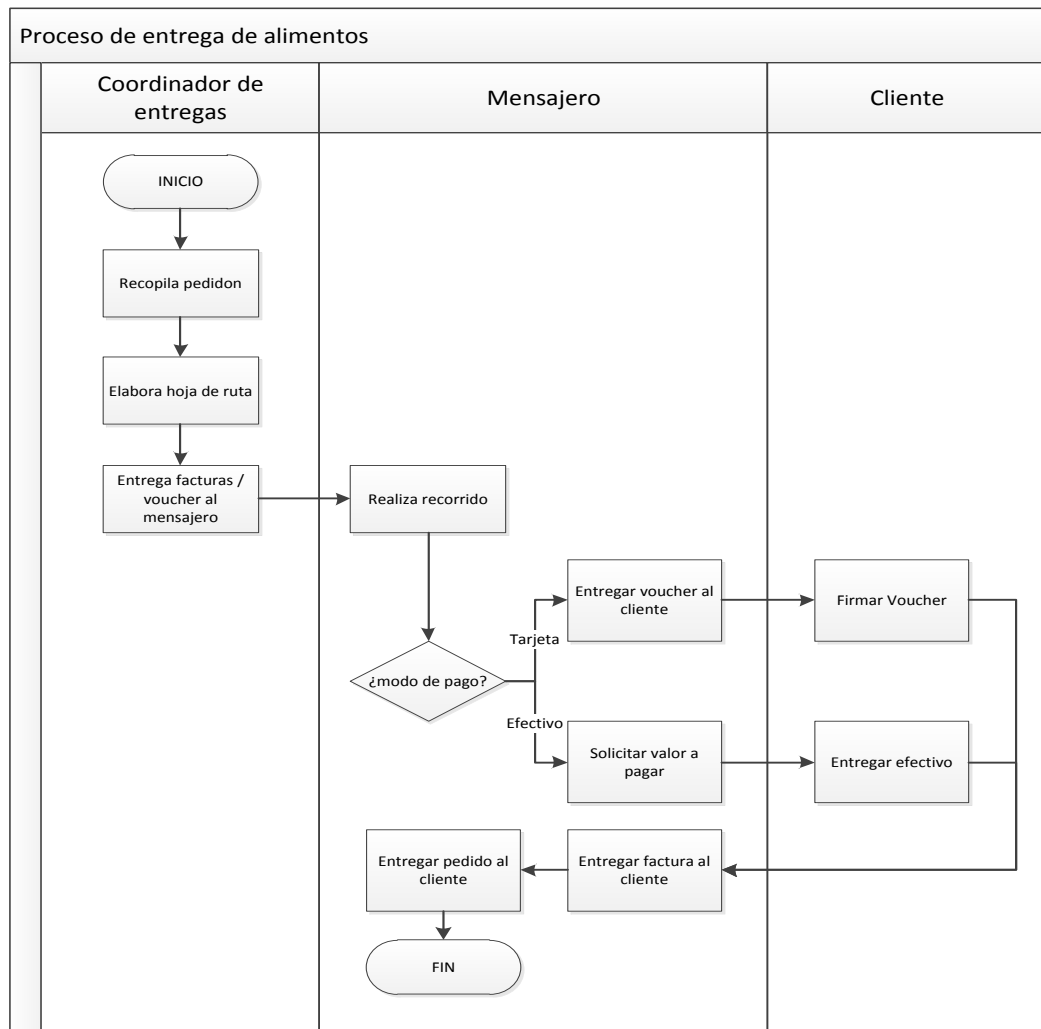 Proceso de entrega de alimentos
Coordinador de
entregas
Mensajero
Cliente
INICIO
Recopila pedidon
Elabora hoja de ruta
Entrega facturas /
voucher al
mensajero
Realiza recorrido
¿modo de pago?
Tarjeta
Efectivo
Entregar voucher al
cliente
Firmar Voucher
Solicitar valor a
pagar
Entregar efectivo
Entregar factura al
cliente
Entregar pedido al
cliente
FIN